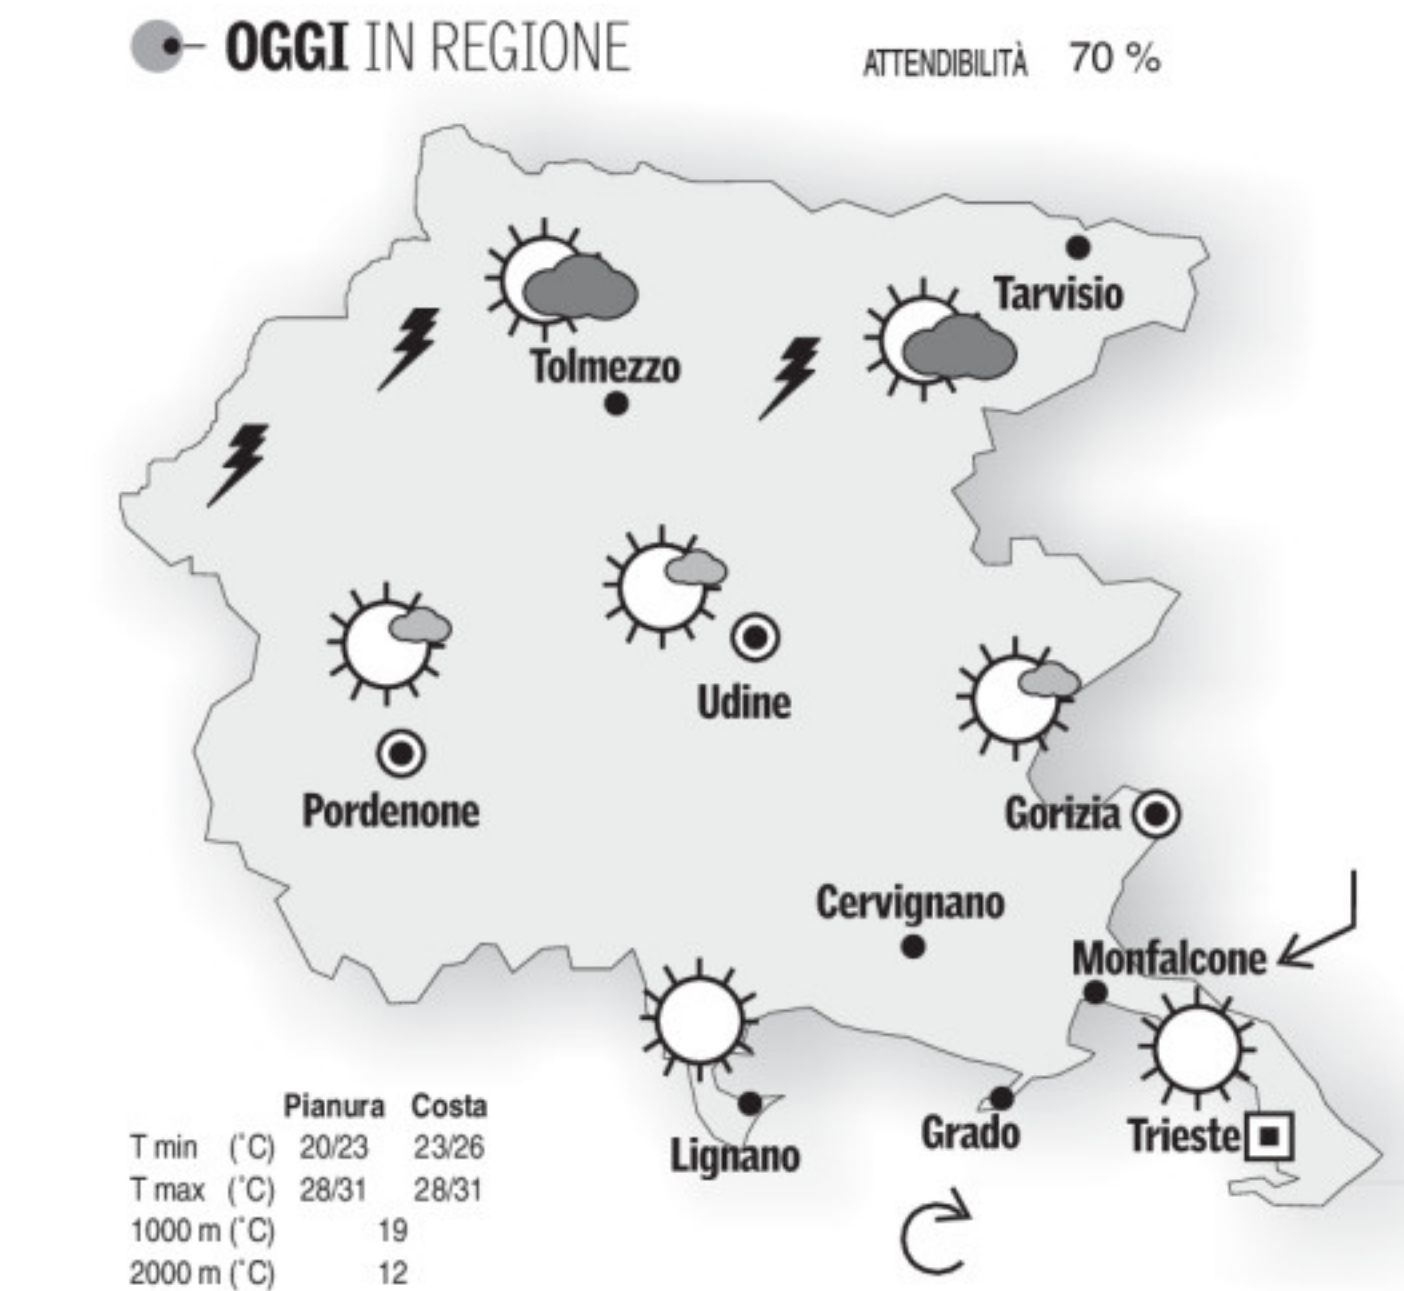 OGGI IN REGIONE
ATTENDIBILITÀ 70 %
Tarvisio
Tolmezzo
Udine
Pordenone
Gorizia
Cervignano
Monfalcone
Grado
Trieste
Lignano
Pianura Costa
T min (°C) 20/23 23/26
T max (°C) 28/31 28/31
1000 m (°C) 19
2000 m (°C) 12